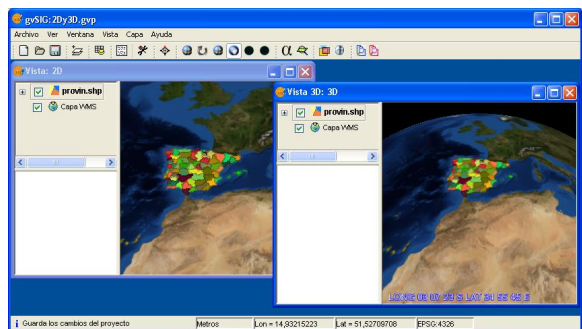 gvSIG: 2Dy3D.gvp
Archivo Ver Ventana Vista Capa Ayuda
Vista: 2D
provin.shp
Capa WMS
Vista 3D: 3D
provin.shp
Capa WMS
Guarda los cambios del proyecto
Metros
Lon = 14,93215223
Lat = 51,52709708
EPSG:4326